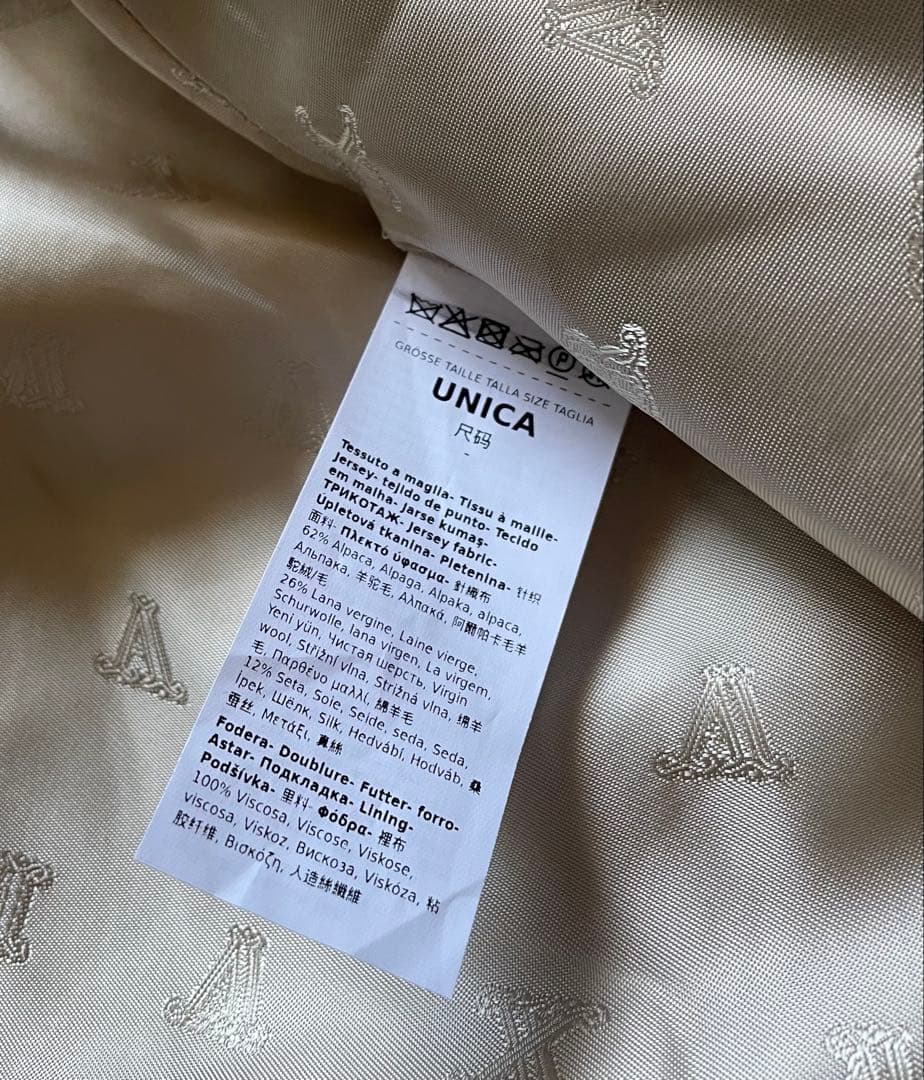 P
GRÖSSE TAILLE TALLA SIZE TAGLIA
UNICA
尺码
-
Tessuto a maglia- Tissu à maille-
Jersey- tejido de punto- Tecido
em malha- Jarse kumaş-
ТРИКОТАЖ- Jersey fabric-
Úpletová tkanina- Pletenina- 针织
面料- Πλεκτό ύφασμα- 針織布
62% Alpaca, Alpaga, Alpaka, alpaca,
Альпака, 羊驼毛, Αλπακά, 阿爾帕卡毛羊
駝絨/毛
26% Lana vergine, Laine vierge,
Schurwolle, lana virgen, La virgem,
Yeni yün, Чистая шерсть, Virgin
wool, Střižní vlna, Strižná vlna, 绵羊
毛, Παρθένο μαλλί, 綿羊毛
12% Seta, Soie, Seide, seda, Seda,
İpek, Шёлк, Silk, Hedvábí, Hodváb, 桑
蚕丝, Μετάξι, 真絲
Fodera- Doublure- Futter- forro-
Astar- Подкладка- Lining-
Podšívka- 里料- Φόδρα- 裡布
100% Viscosa, Viscose, Viskose,
viscosa, Viskoz, Вискоза, Viskóza, 粘
胶纤维, Βισκόζη, 人造絲纖維